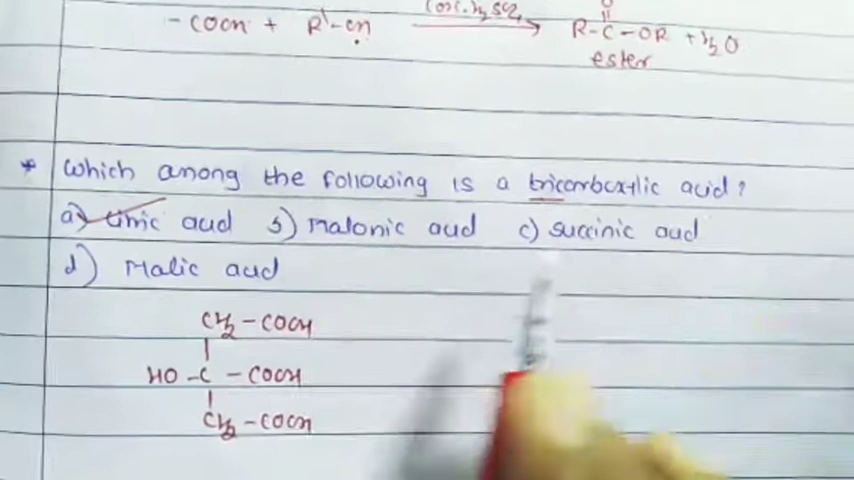 -COOH + R'-OH Conc. H2SO4 → R-C-OR + H2O
O
ester
* which among the following is a tricarboxylic acid?
a) citric acid b) Malonic acid c) succinic acid
d) Malic acid
CH2-COOH
HO-C-COOH
CH2-COOH